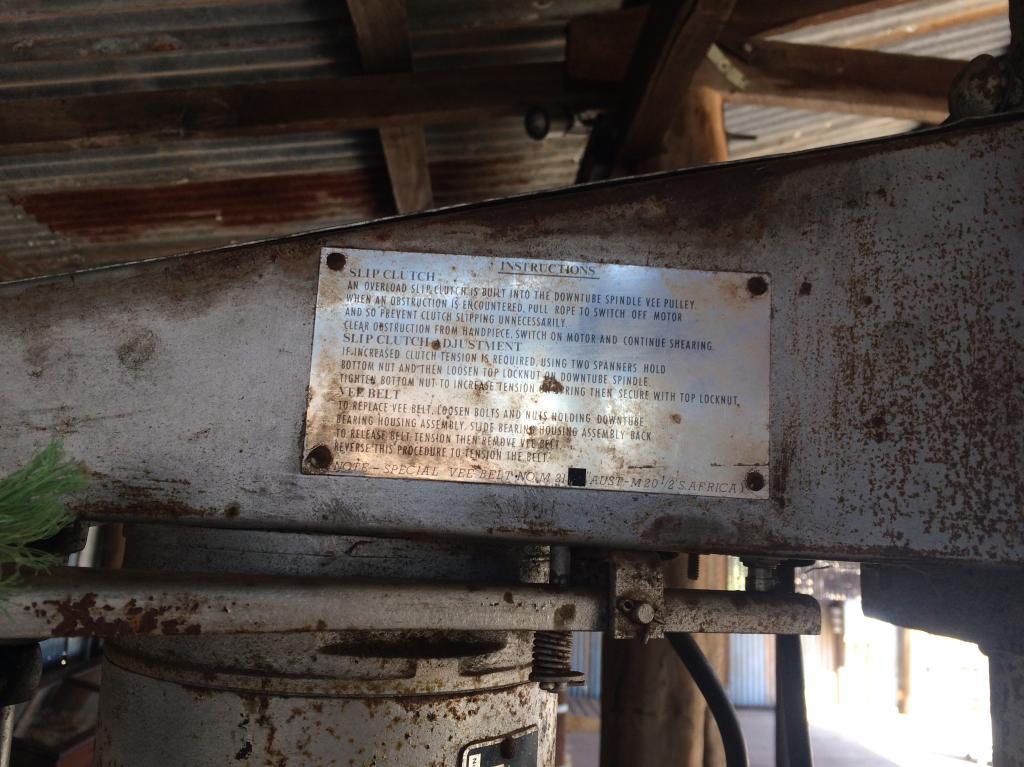 INSTRUCTIONS
SLIP CLUTCH
AN OVERLOAD SLIP CLUTCH IS BUILT INTO THE DOWNTUBE SPINDLE VEE PULLEY.
WHEN AN OBSTRUCTION IS ENCOUNTERED, PULL ROPE TO SWITCH OFF MOTOR
AND SO PREVENT CLUTCH SLIPPING UNNECESSARILY.
CLEAR OBSTRUCTION FROM HANDPIECE, SWITCH ON MOTOR AND CONTINUE SHEARING.
SLIP CLUTCH ADJUSTMENT
IF INCREASED CLUTCH TENSION IS REQUIRED, USING TWO SPANNERS HOLD
BOTTOM NUT AND THEN LOOSEN TOP LOCKNUT ON DOWNTUBE SPINDLE.
TIGHTEN BOTTOM NUT TO INCREASE TENSION ON SPRING THEN SECURE WITH TOP LOCKNUT.
VEE BELT
TO REPLACE VEE BELT, LOOSEN BOLTS AND NUTS HOLDING DOWNTUBE
BEARING HOUSING ASSEMBLY, SLIDE BEARING HOUSING ASSEMBLY BACK
TO RELEASE BELT TENSION THEN REMOVE VEE BELT.
REVERSE THIS PROCEDURE TO TENSION THE BELT.
NOTE - SPECIAL VEE BELT NO. M AUST - M20 1/2 S. AFRICA)